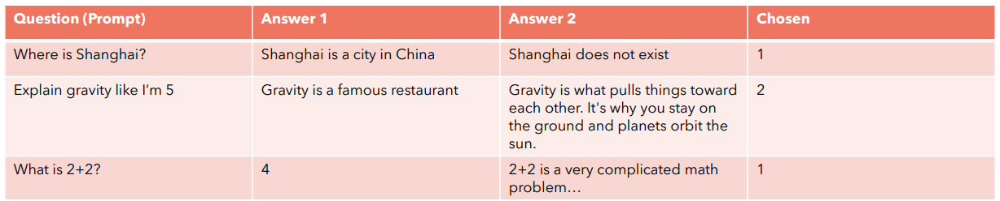 Question (Prompt) Answer 1 Answer 2 Chosen
Where is Shanghai? Shanghai is a city in China Shanghai does not exist 1
Explain gravity like I’m 5 Gravity is a famous restaurant Gravity is what pulls things toward 2
each other. It's why you stay on
the ground and planets orbit the
sun.
What is 2+2? 4 2+2 is a very complicated math 1
problem…